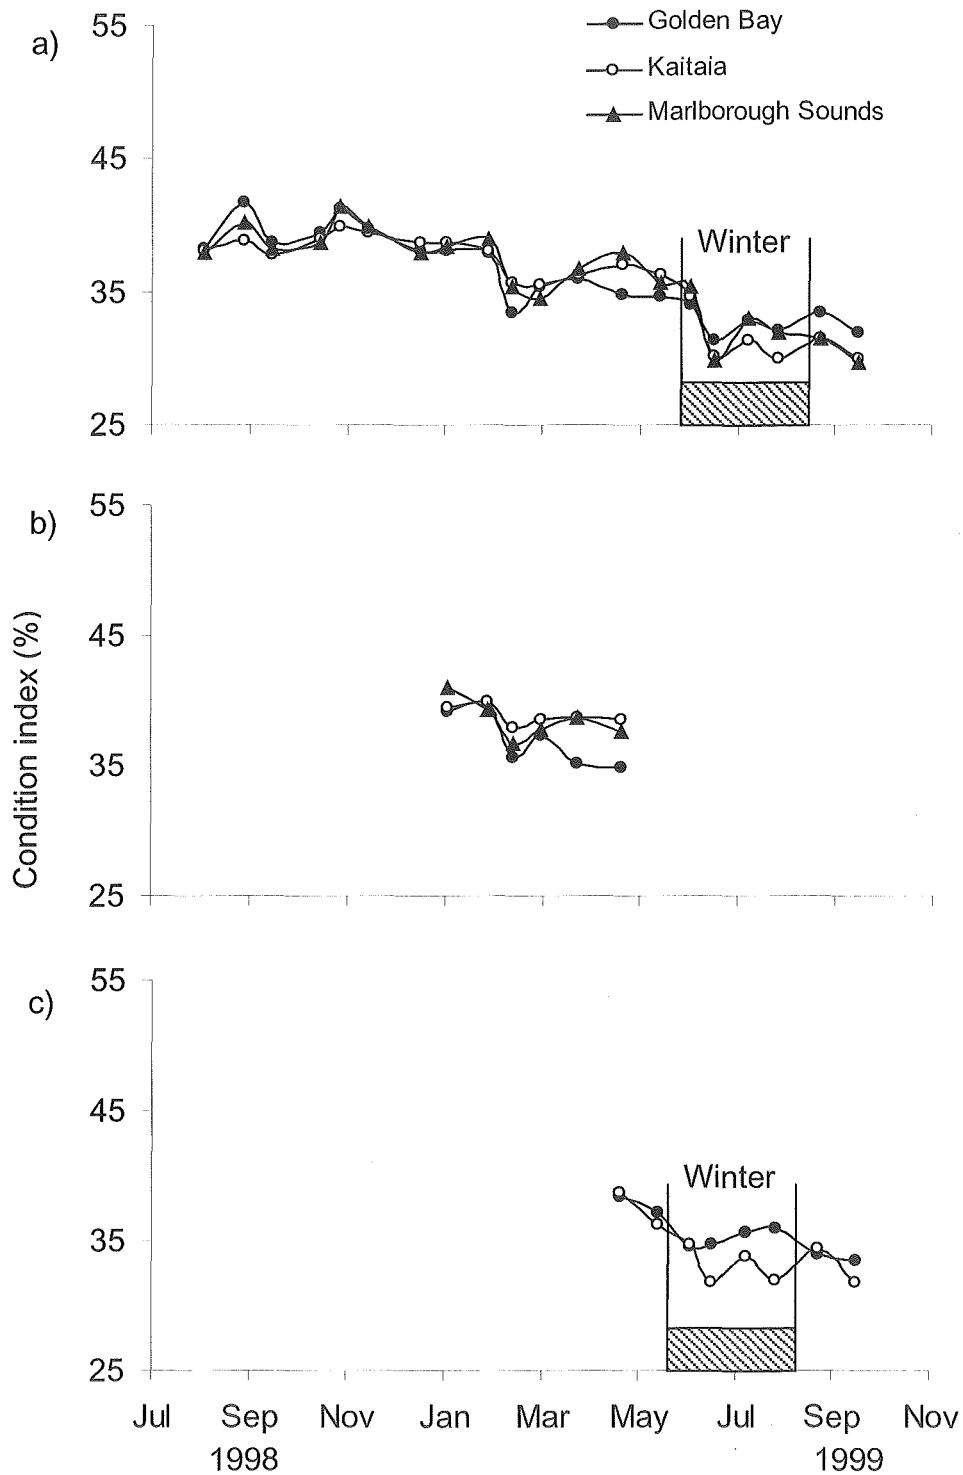 Golden Bay
Kaitaia
Marlborough Sounds
a)
55
45
35
25
Winter
b)
55
45
35
25
Condition index (%)
c)
55
45
35
25
Winter
Jul Sep Nov Jan Mar May Jul Sep Nov
1998 1999